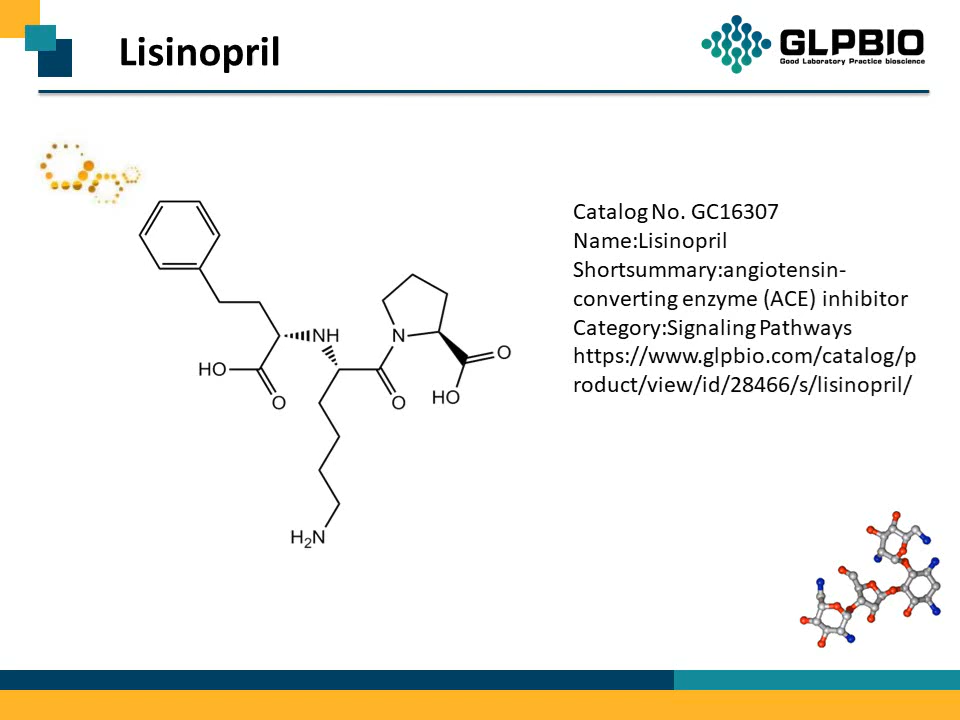 Lisinopril
GLPBIO
Good Laboratory Practice bioscience
Catalog No. GC16307
Name:Lisinopril
Shortsummary:angiotensin-
converting enzyme (ACE) inhibitor
Category:Signaling Pathways
https://www.glpbio.com/catalog/p
roduct/view/id/28466/s/lisinopril/
NH
N
O
HO
O
O
HO
H₂N